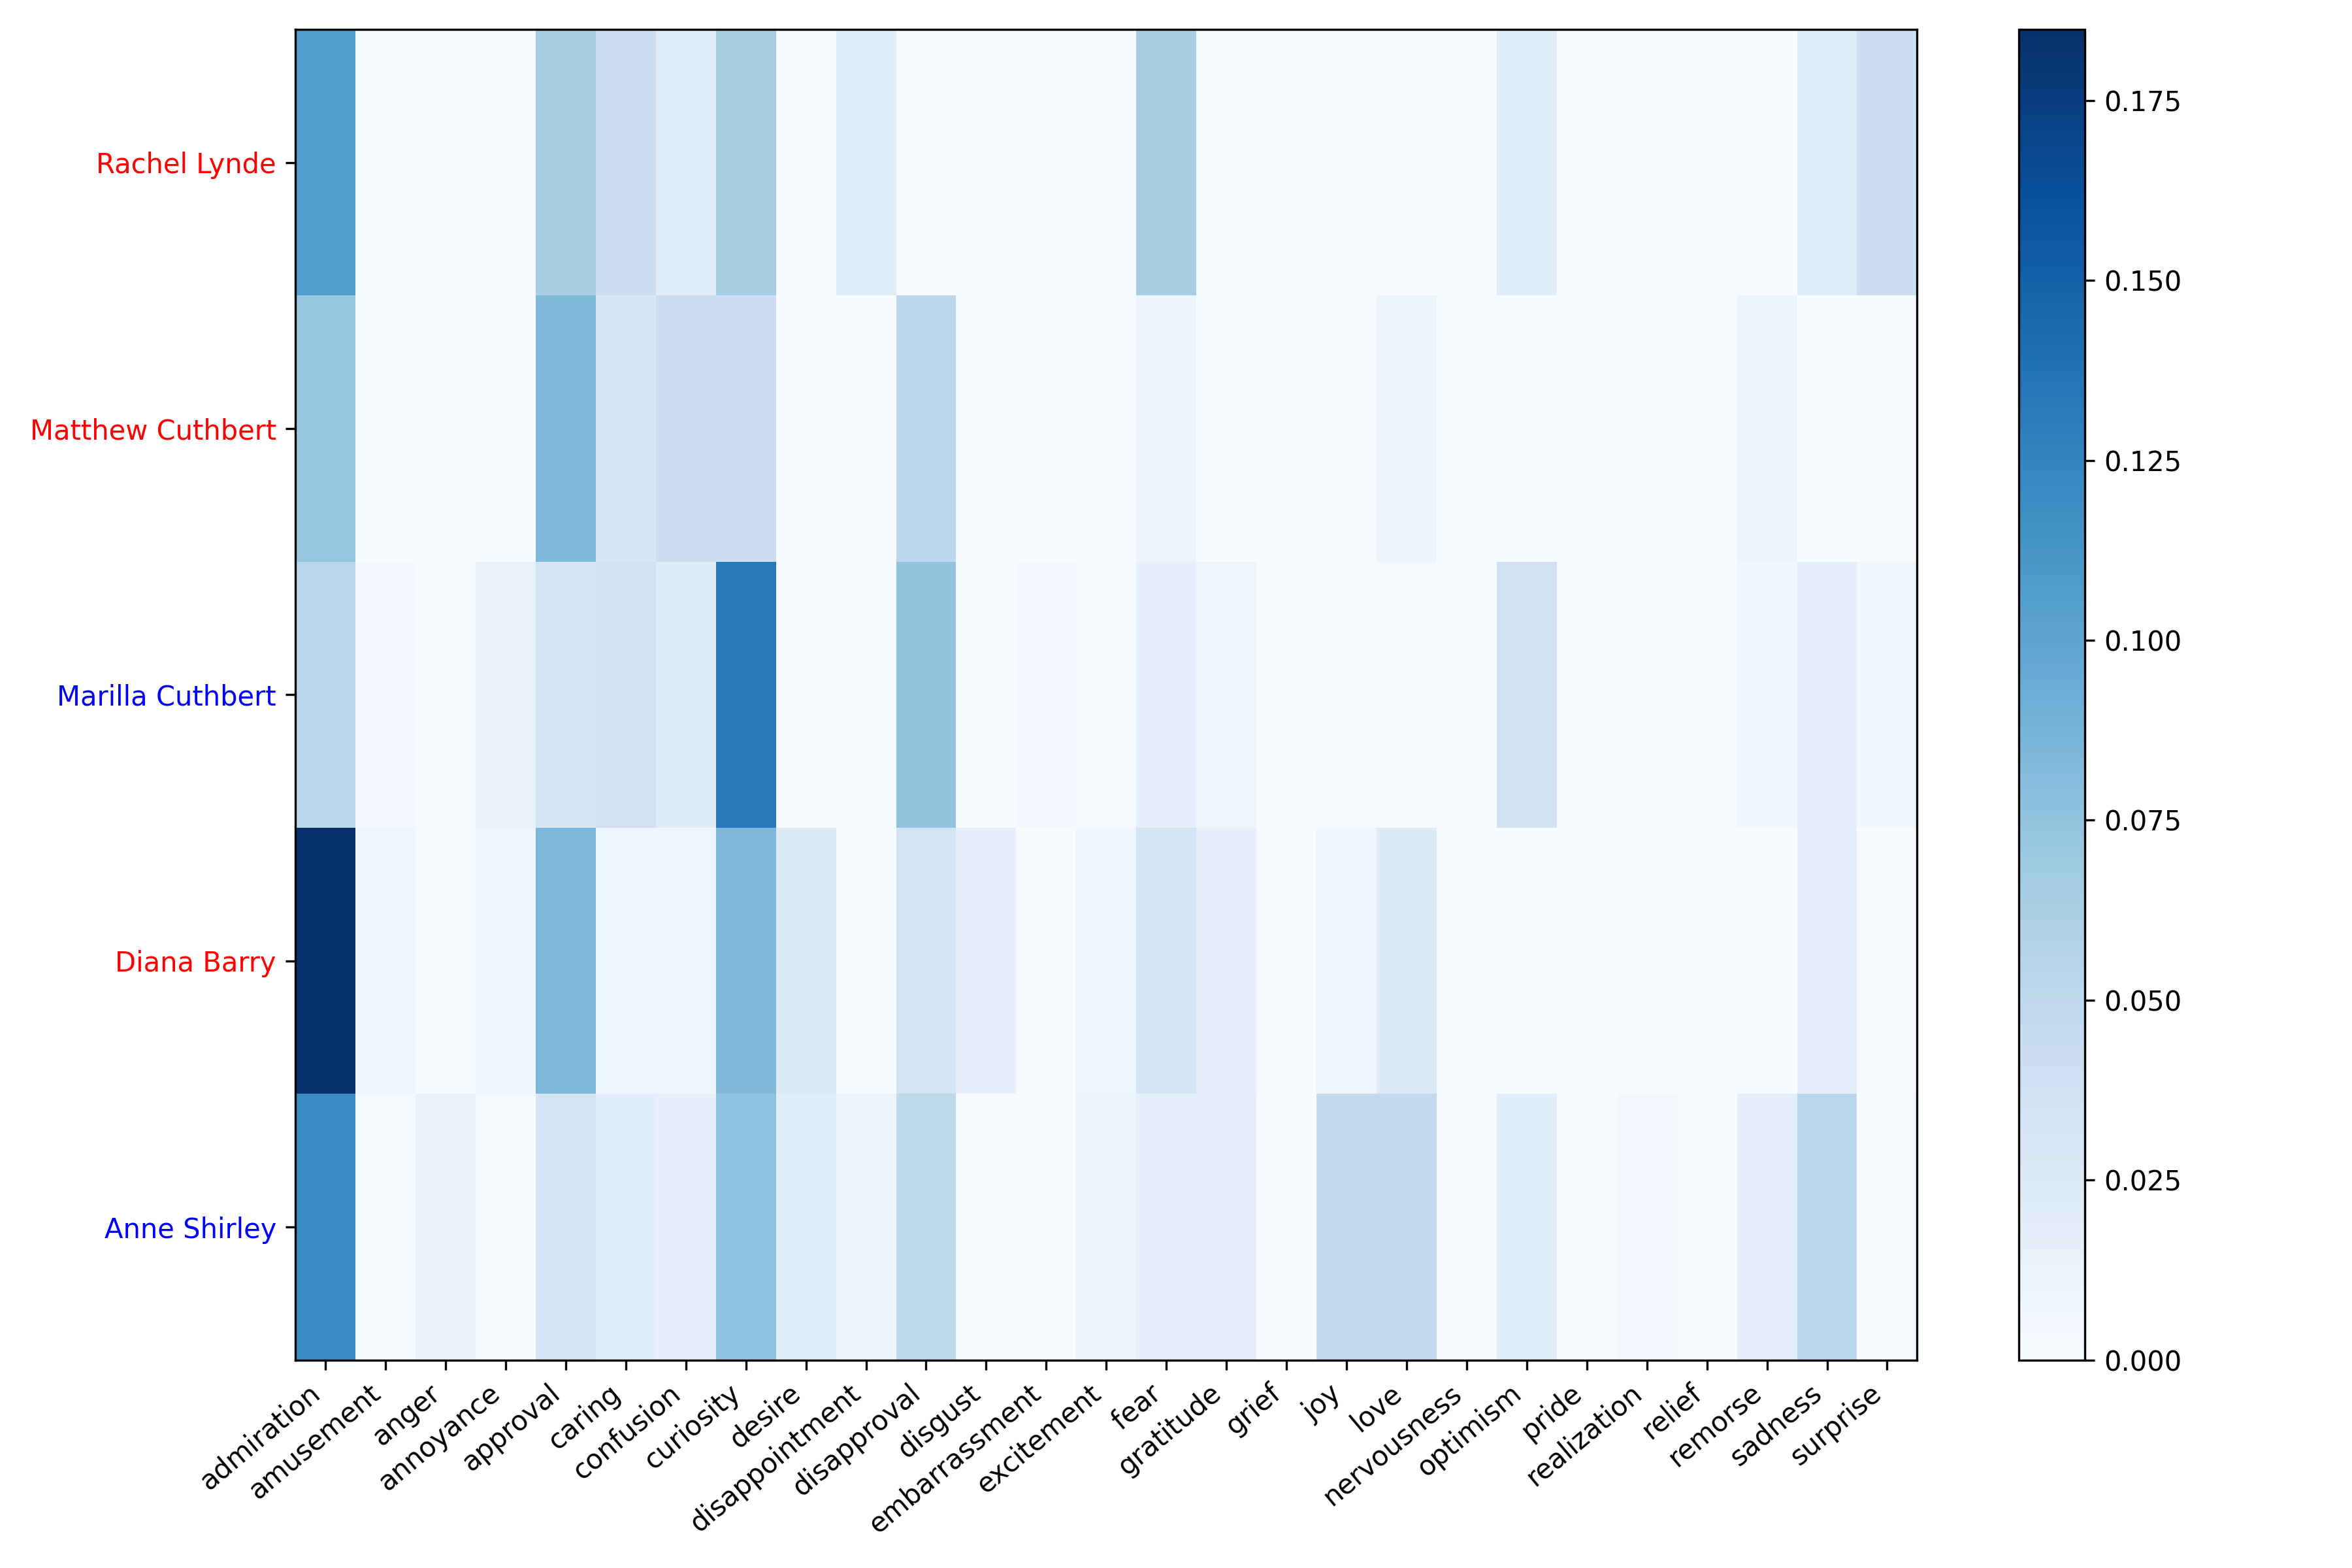 Rachel Lynde
Matthew Cuthbert
Marilla Cuthbert
Diana Barry
Anne Shirley
admiration
amusement
anger
annoyance
approval
caring
confusion
curiosity
desire
disappointment
disapproval
disgust
embarrassment
excitement
fear
gratitude
grief
joy
love
nervousness
optimism
pride
realization
relief
remorse
sadness
surprise
0.175
0.150
0.125
0.100
0.075
0.050
0.025
0.000